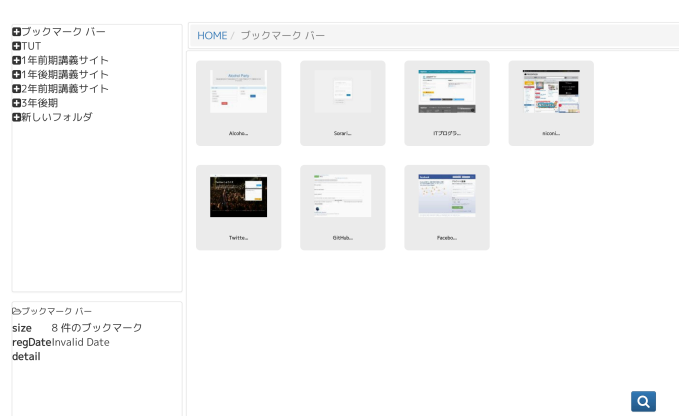 ブックマーク バー
TUT
1年前期講義サイト
1年後期講義サイト
2年前期講義サイト
3年後期
新しいフォルダ
HOME / ブックマーク バー
Alcoho...
Sorari...
ITプログラ...
niconi...
Twitte...
GitHub...
Facebo...
ブックマーク バー
size 8 件のブックマーク
regDateInvalid Date
detail